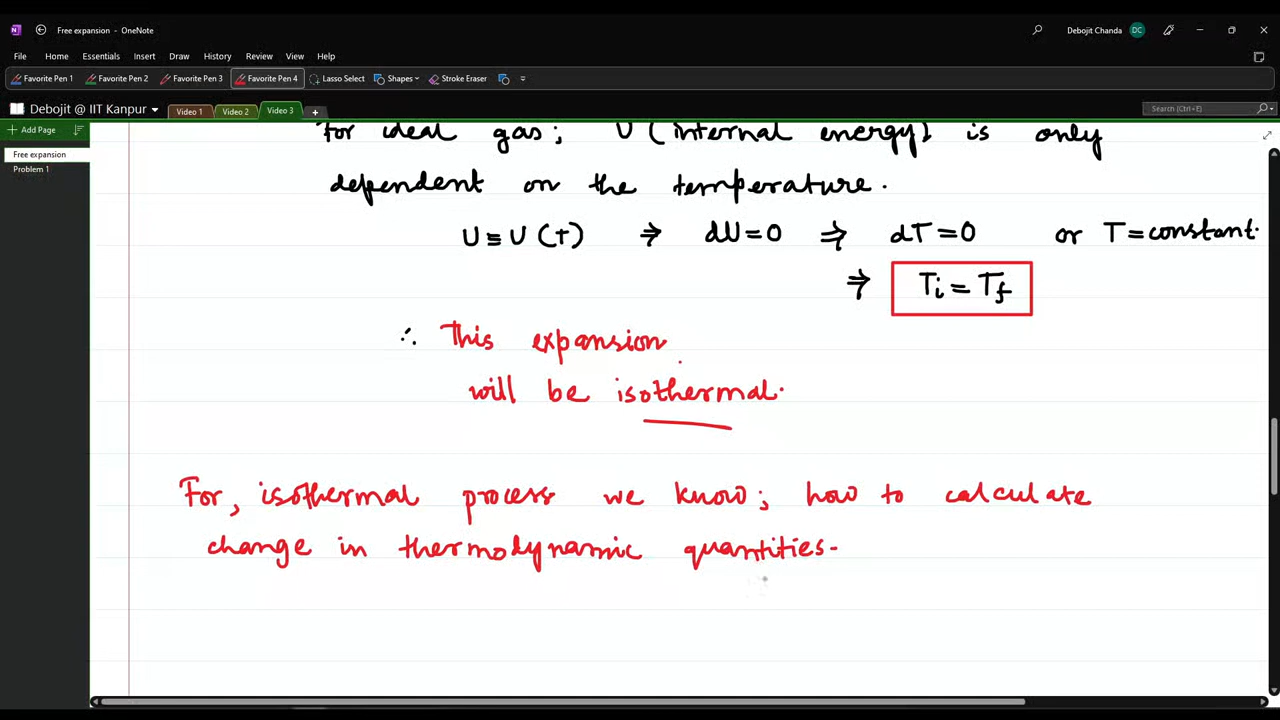 Free expansion - OneNote
Debojit Chanda DC
File Home Essentials Insert Draw History Review View Help
Favorite Pen 1 Favorite Pen 2 Favorite Pen 3 Favorite Pen 4 Lasso Select Shapes Stroke Eraser
Debojit @ IIT Kanpur Video 1 Video 2 Video 3 +
Search (Ctrl+E)
Add Page
Free expansion
Problem 1
for ideal gas; U (internal energy) is only
dependent on the temperature.
U ≡ U (T) ⇒ dU = 0 ⇒ dT = 0 or T = constant.
⇒ Ti = Tf
∴ This expansion
will be isothermal.
For, isothermal process we know; how to calculate
change in thermodynamic quantities.